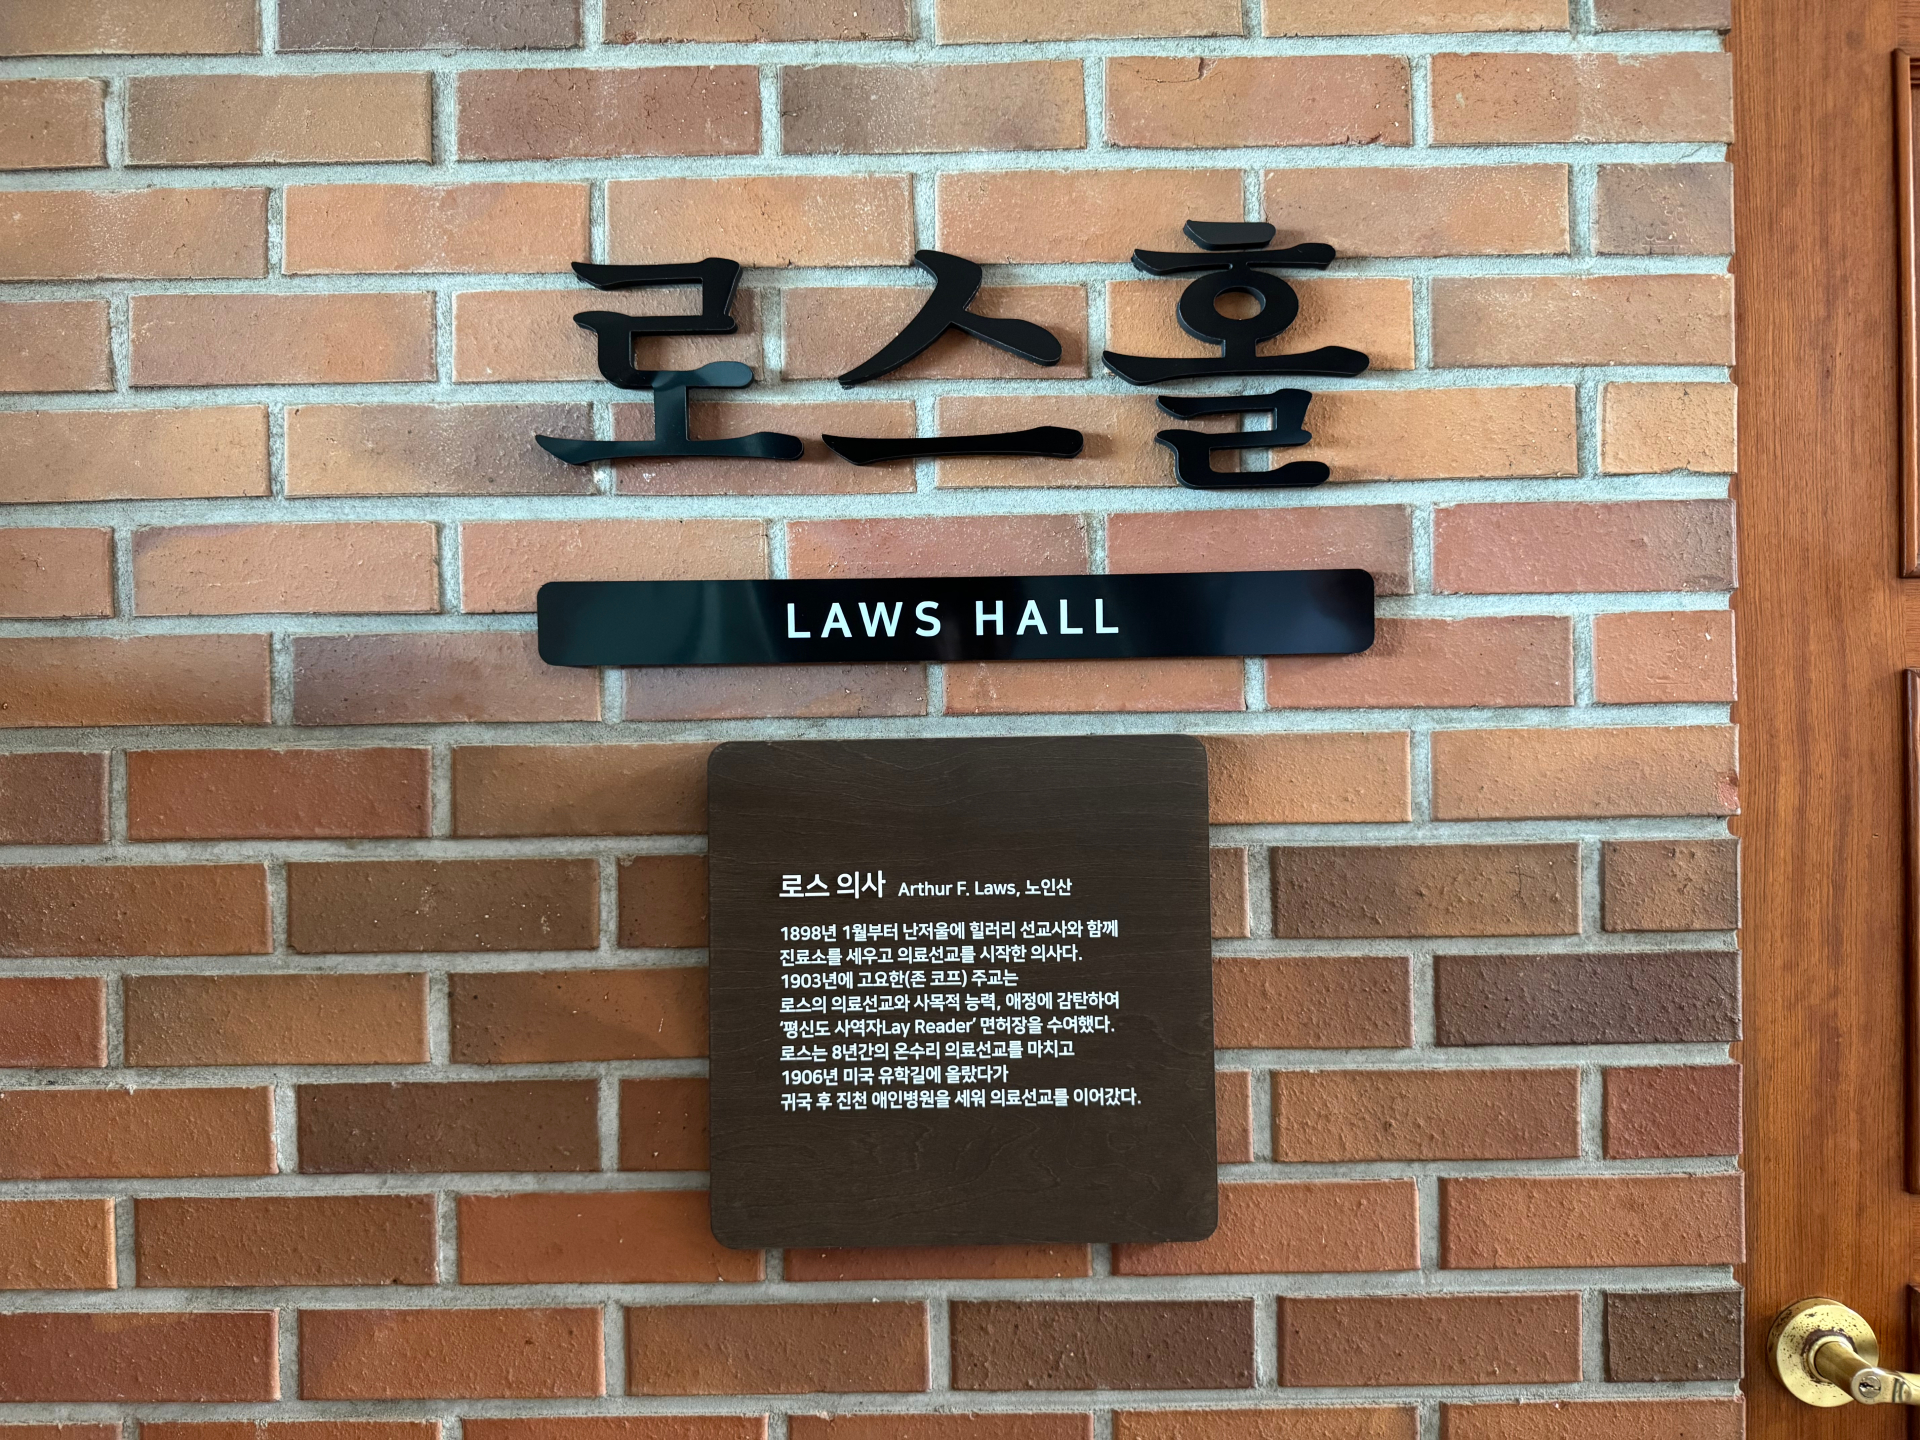 로스홀
LAWS HALL
로스 의사 Arthur F. Laws, 노인산
1898년 1월부터 난저울에 힐러리 선교사와 함께
진료소를 세우고 의료선교를 시작한 의사다.
1903년에 고요한(존 코프) 주교는
로스의 의료선교와 사목적 능력, 애정에 감탄하여
‘평신도 사역자Lay Reader’ 면허장을 수여했다.
로스는 8년간의 온수리 의료선교를 마치고
1906년 미국 유학길에 올랐다가
귀국 후 진천 애인병원을 세워 의료선교를 이어갔다.